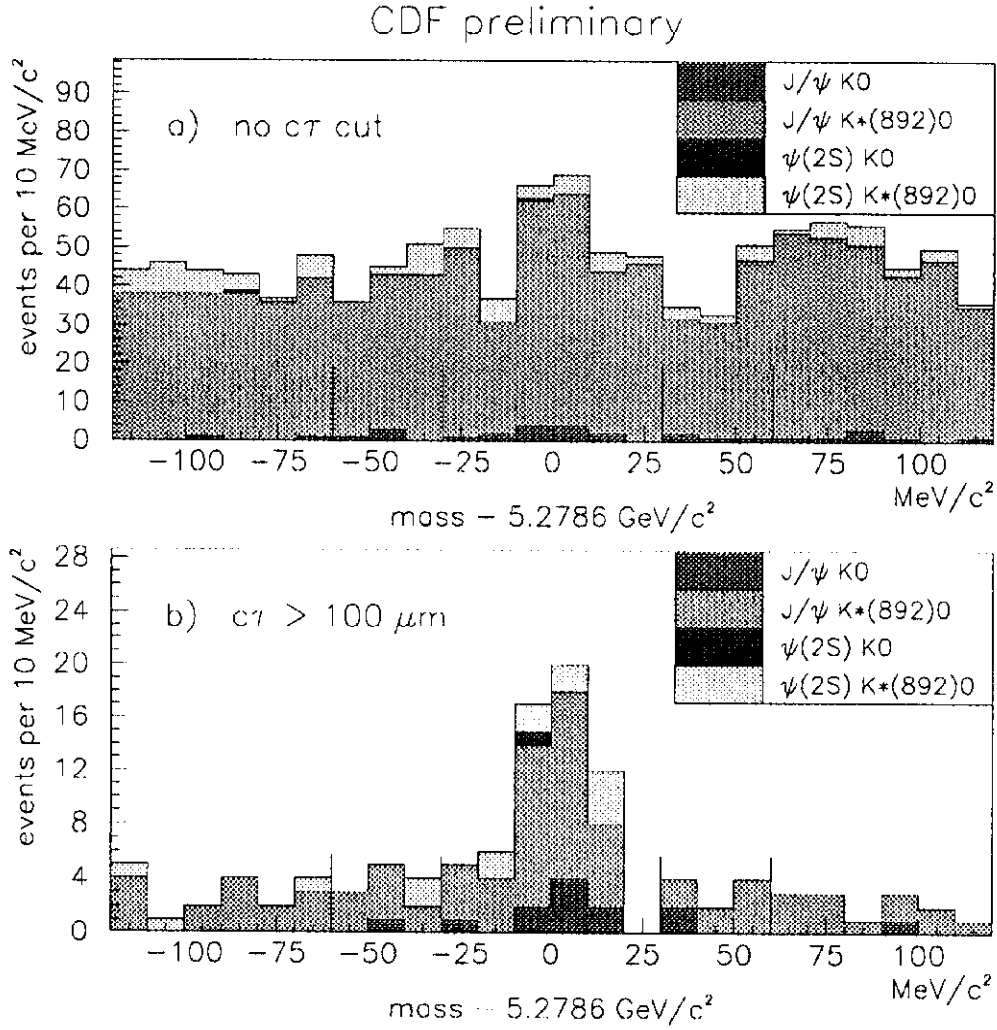 CDF preliminary
events per 10 MeV/c²
90
80
70
60
50
40
30
20
10
0
a) no cτ cut
J/ψ K0
J/ψ K*(892)0
ψ(2S) K0
ψ(2S) K*(892)0
−100 −75 −50 −25 0 25 50 75 100
MeV/c²
mass − 5.2786 GeV/c²
events per 10 MeV/c²
28
24
20
16
12
8
4
0
b) cτ > 100 μm
J/ψ K0
J/ψ K*(892)0
ψ(2S) K0
ψ(2S) K*(892)0
−100 −75 −50 −25 0 25 50 75 100
MeV/c²
mass − 5.2786 GeV/c²